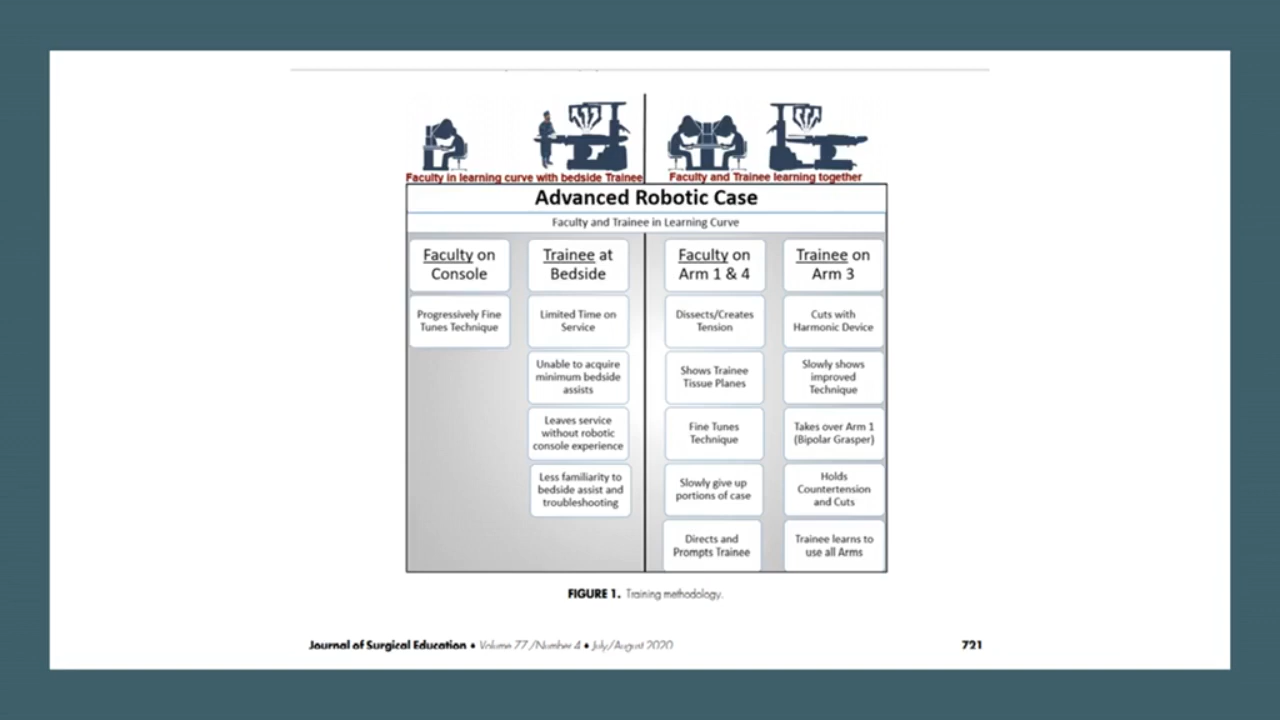 Faculty in learning curve with bedside Trainee
Faculty and Trainee learning together
Advanced Robotic Case
Faculty and Trainee in Learning Curve
Faculty on
Console
Progressively Fine
Tunes Technique
Trainee at
Bedside
Limited Time on
Service
Unable to acquire
minimum bedside
assists
Leaves service
without robotic
console experience
Less familiarity to
bedside assist and
troubleshooting
Faculty on
Arm 1 & 4
Dissects/Creates
Tension
Shows Trainee
Tissue Planes
Fine Tunes
Technique
Slowly give up
portions of case
Directs and
Prompts Trainee
Trainee on
Arm 3
Cuts with
Harmonic Device
Slowly shows
improved
Technique
Takes over Arm 1
(Bipolar Grasper)
Holds
Countertension
and Cuts
Trainee learns to
use all Arms
FIGURE 1. Training methodology.
Journal of Surgical Education • Volume 77/Number 4 • July/August 2020
721